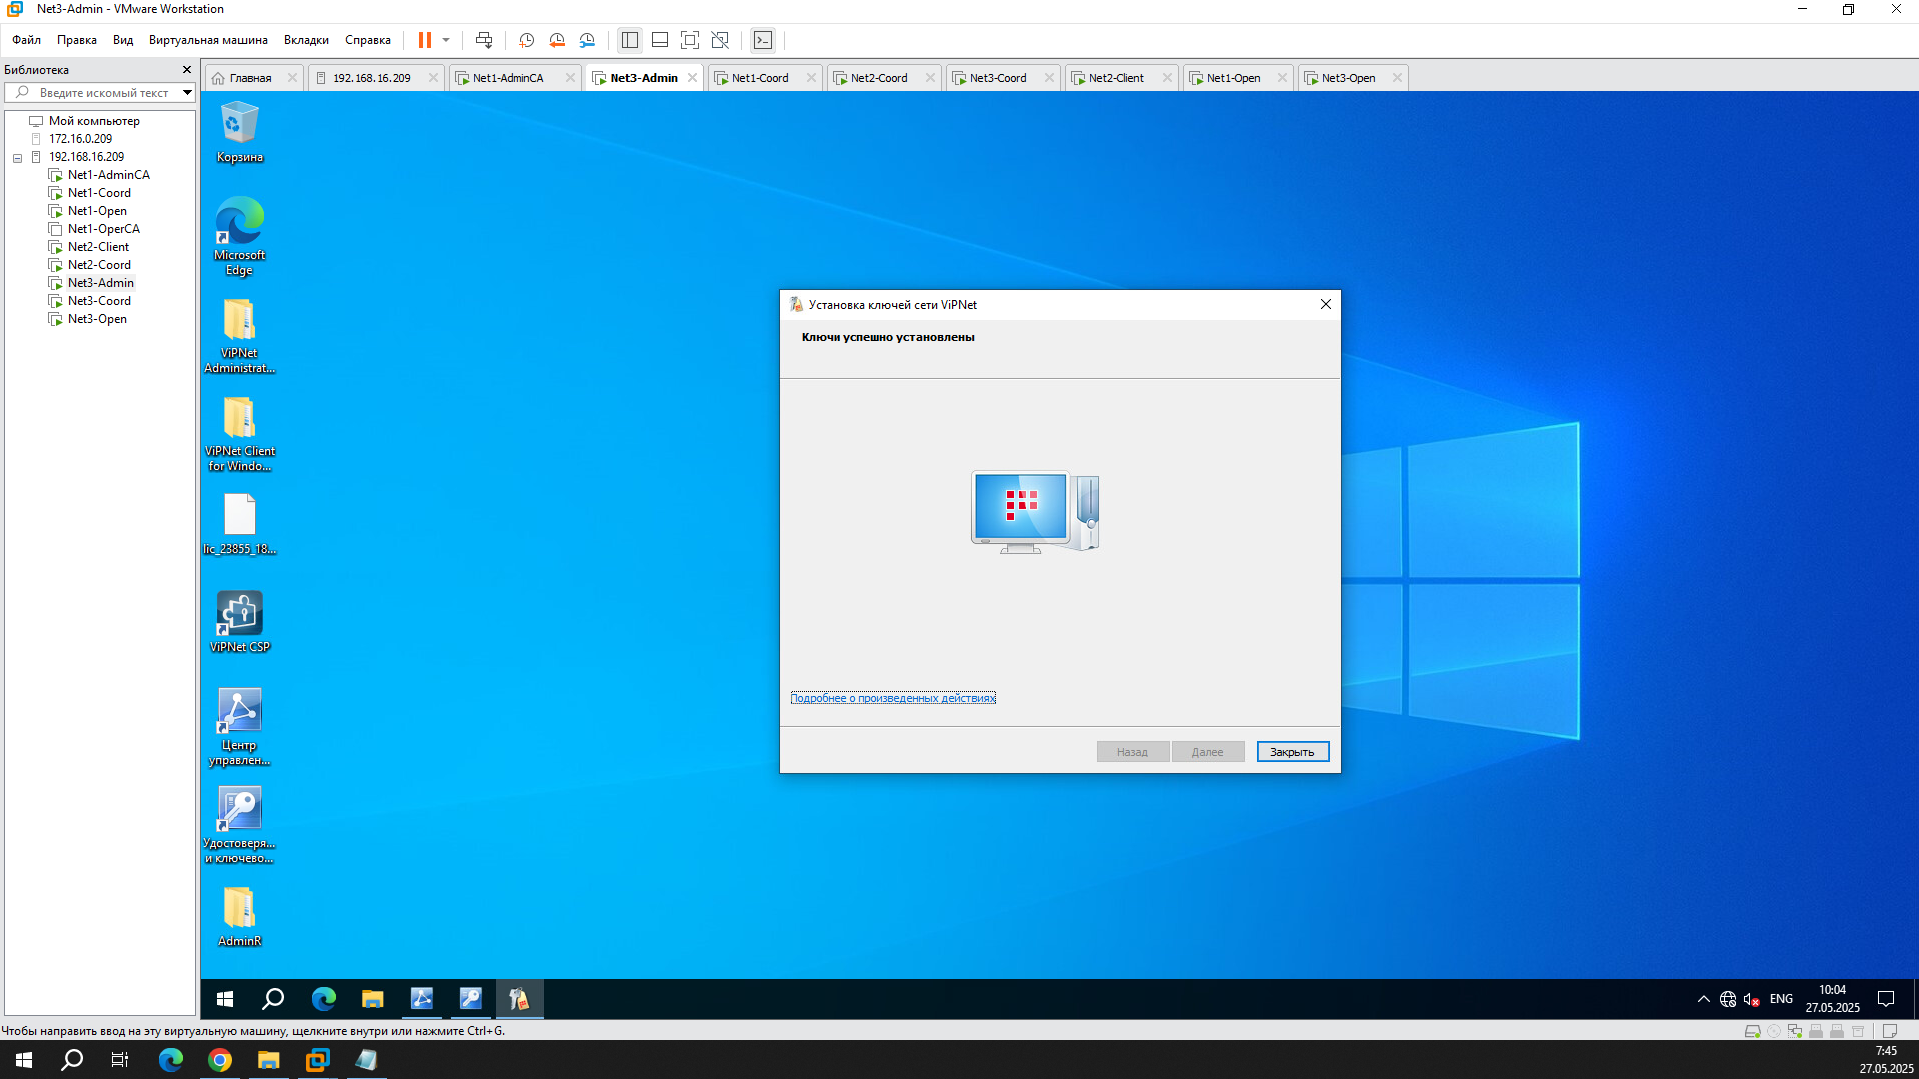 Net3-Admin - VMware Workstation
Файл Правка Вид Виртуальная машина Вкладки Справка
Библиотека
Введите искомый текст
Мой компьютер
172.16.0.209
192.168.16.209
Net1-AdminCA
Net1-Coord
Net1-Open
Net1-OperCA
Net2-Client
Net2-Coord
Net3-Admin
Net3-Coord
Net3-Open
Главная 192.168.16.209 Net1-AdminCA Net3-Admin Net1-Coord Net2-Coord Net3-Coord Net2-Client Net1-Open Net3-Open
Корзина
Microsoft
Edge
ViPNet
Administrat...
ViPNet Client
for Windo...
lic_23855_18...
ViPNet CSP
Центр
управлен...
Удостоверя...
и ключево...
AdminR
Установка ключей сети ViPNet
Ключи успешно установлены
Подробнее о произведенных действиях
Назад Далее Закрыть
ENG
10:04
27.05.2025
Чтобы направить ввод на эту виртуальную машину, щелкните внутри или нажмите Ctrl+G.
7:45
27.05.2025